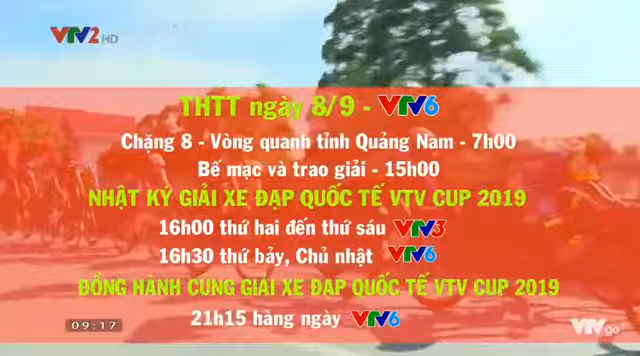 VTV2 HD
THTT ngày 8/9 - VTV6
Chặng 8 - Vòng quanh tỉnh Quảng Nam - 7h00
Bế mạc và trao giải - 15h00
NHẬT KÝ GIẢI XE ĐẠP QUỐC TẾ VTV CUP 2019
16h00 thứ hai đến thứ sáu VTV3
16h30 thứ bảy, Chủ nhật VTV6
ĐỒNG HÀNH CÙNG GIẢI XE ĐẠP QUỐC TẾ VTV CUP 2019
21h15 hàng ngày VTV6
09:17
VTVgo